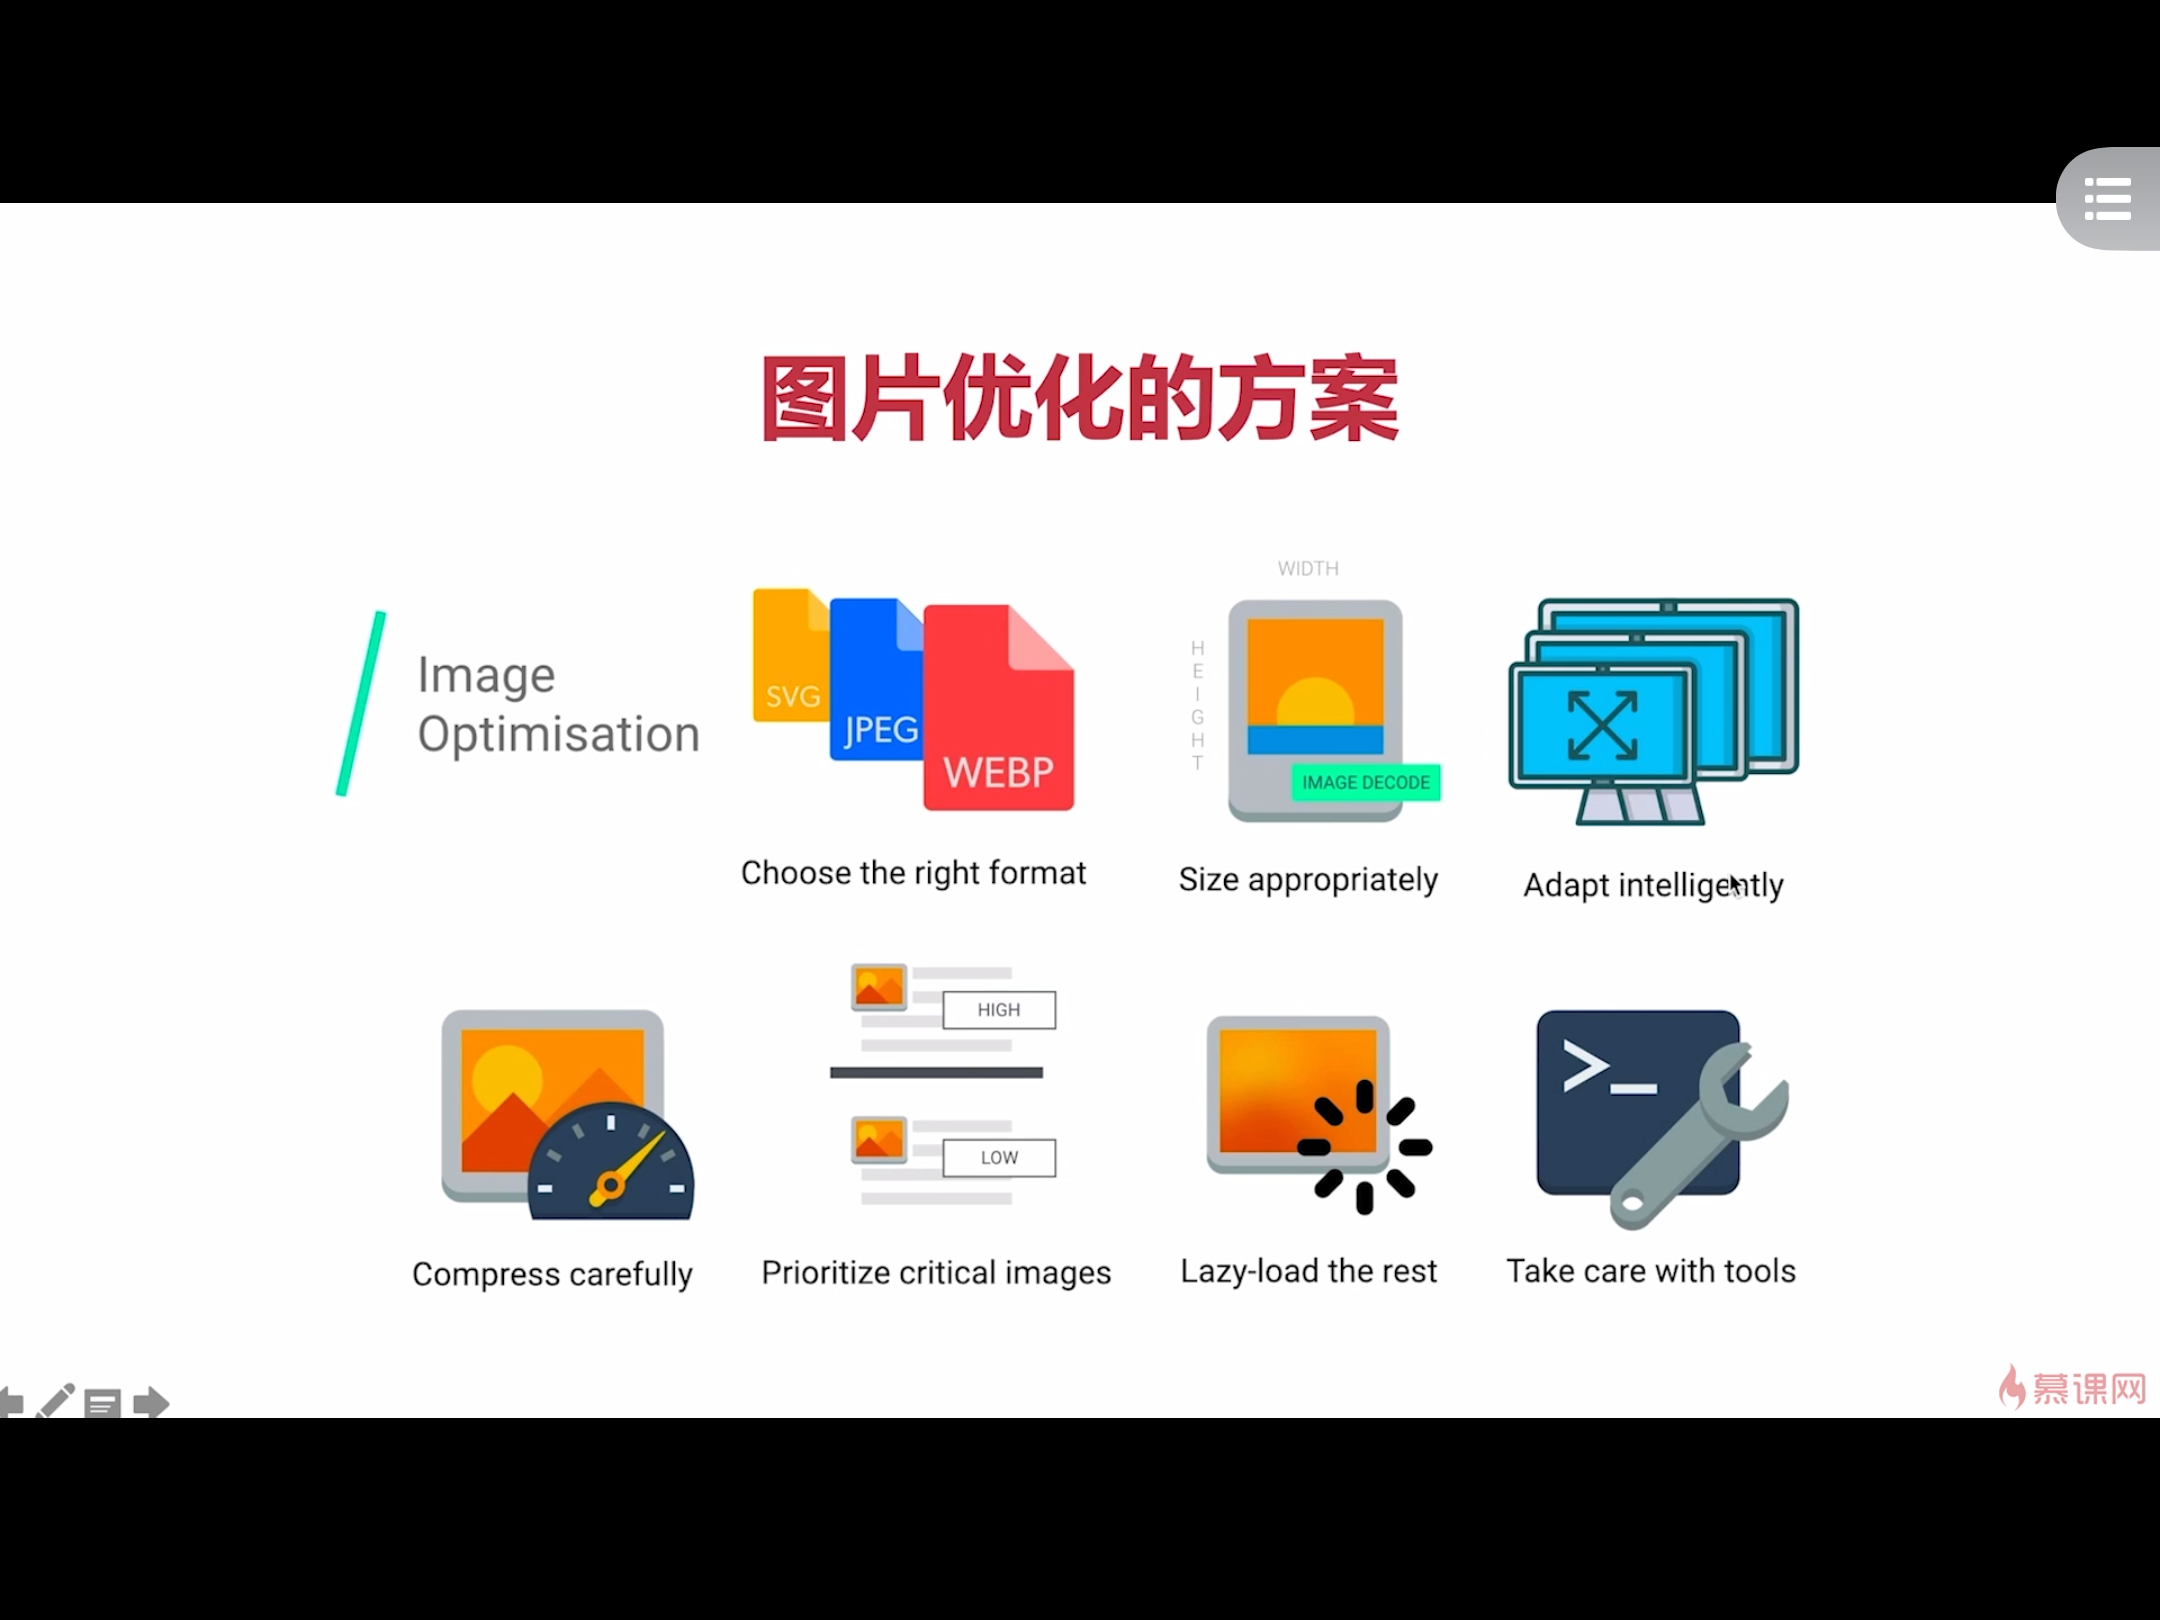 图片优化的方案
Image
Optimisation
SVG
JPEG
WEBP
Choose the right format
WIDTH
HEIGHT
IMAGE DECODE
Size appropriately
Adapt intelligently
Compress carefully
HIGH
LOW
Prioritize critical images
Lazy-load the rest
>_
Take care with tools
慕课网